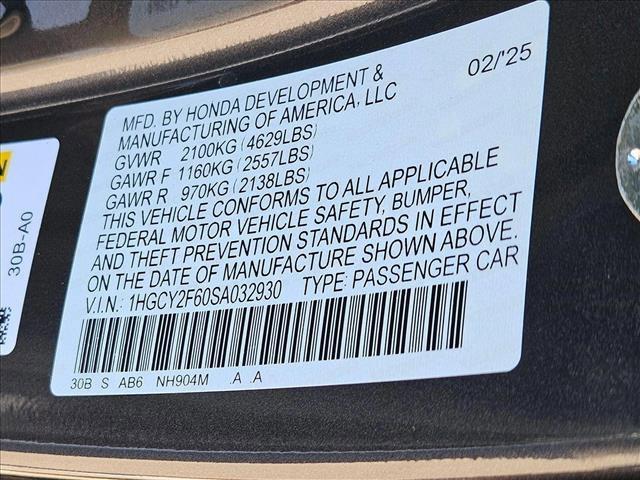 02/'25
MFD. BY HONDA DEVELOPMENT &
MANUFACTURING OF AMERICA, LLC
GVWR 2100KG (4629LBS)
GAWR F 1160KG (2557LBS)
GAWR R 970KG (2138LBS)
THIS VEHICLE CONFORMS TO ALL APPLICABLE
FEDERAL MOTOR VEHICLE SAFETY, BUMPER,
AND THEFT PREVENTION STANDARDS IN EFFECT
ON THE DATE OF MANUFACTURE SHOWN ABOVE.
V.I.N.: 1HGCY2F60SA032930 TYPE: PASSENGER CAR
30B S AB6 NH904M .A .A
30B-A0